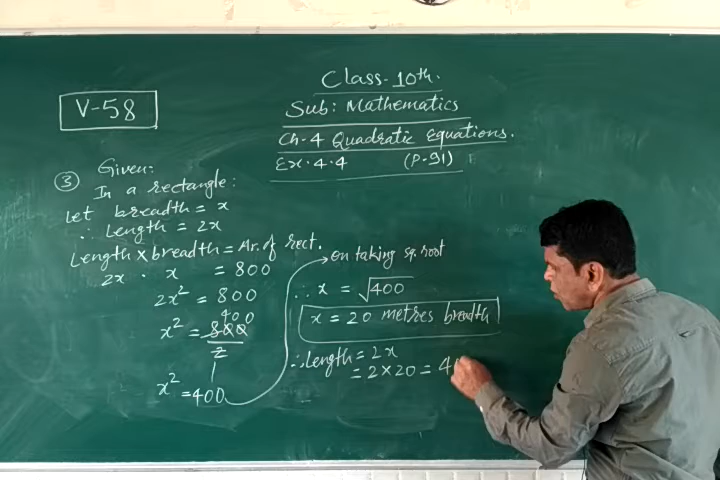 Class-10th.
Sub: Mathematics
Ch-4 Quadratic Equations.
Ex.4.4 (P-91)
V-58
③ Given:
In a rectangle:
Let breadth = x
∴ Length = 2x
Length × breadth = Ar. of rect.
2x · x = 800
2x² = 800
400
x² = 800
2
1
x² = 400
on taking sq. root
∴ x = √400
x = 20 metres breadth
∴ Length = 2x
= 2×20 = 4